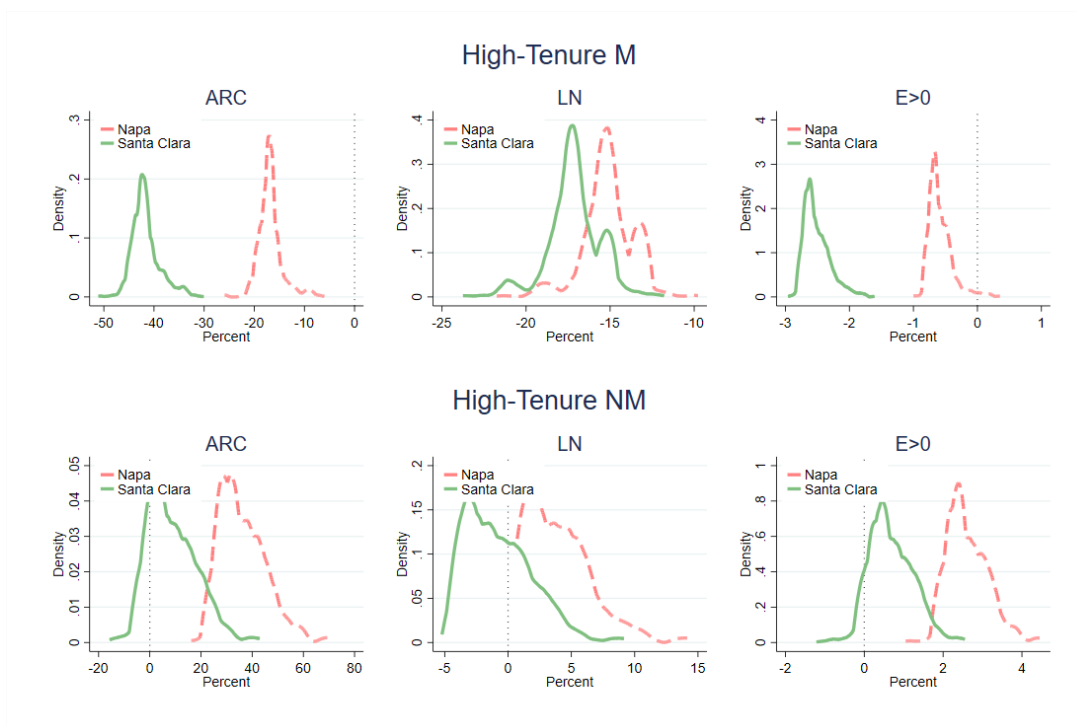 High-Tenure M
ARC
LN
E>0
Density
.3
.2
.1
0
Napa
Santa Clara
-50 -40 -30 -20 -10 0
Percent
Density
.4
.3
.2
.1
0
Napa
Santa Clara
-25 -20 -15 -10
Percent
Density
4
3
2
1
0
Napa
Santa Clara
-3 -2 -1 0 1
Percent
High-Tenure NM
ARC
LN
E>0
Density
.05
.04
.03
.02
.01
0
Napa
Santa Clara
-20 0 20 40 60 80
Percent
Density
.2
.15
.1
.05
0
Napa
Santa Clara
-5 0 5 10 15
Percent
Density
1
.8
.6
.4
.2
0
Napa
Santa Clara
-2 0 2 4
Percent